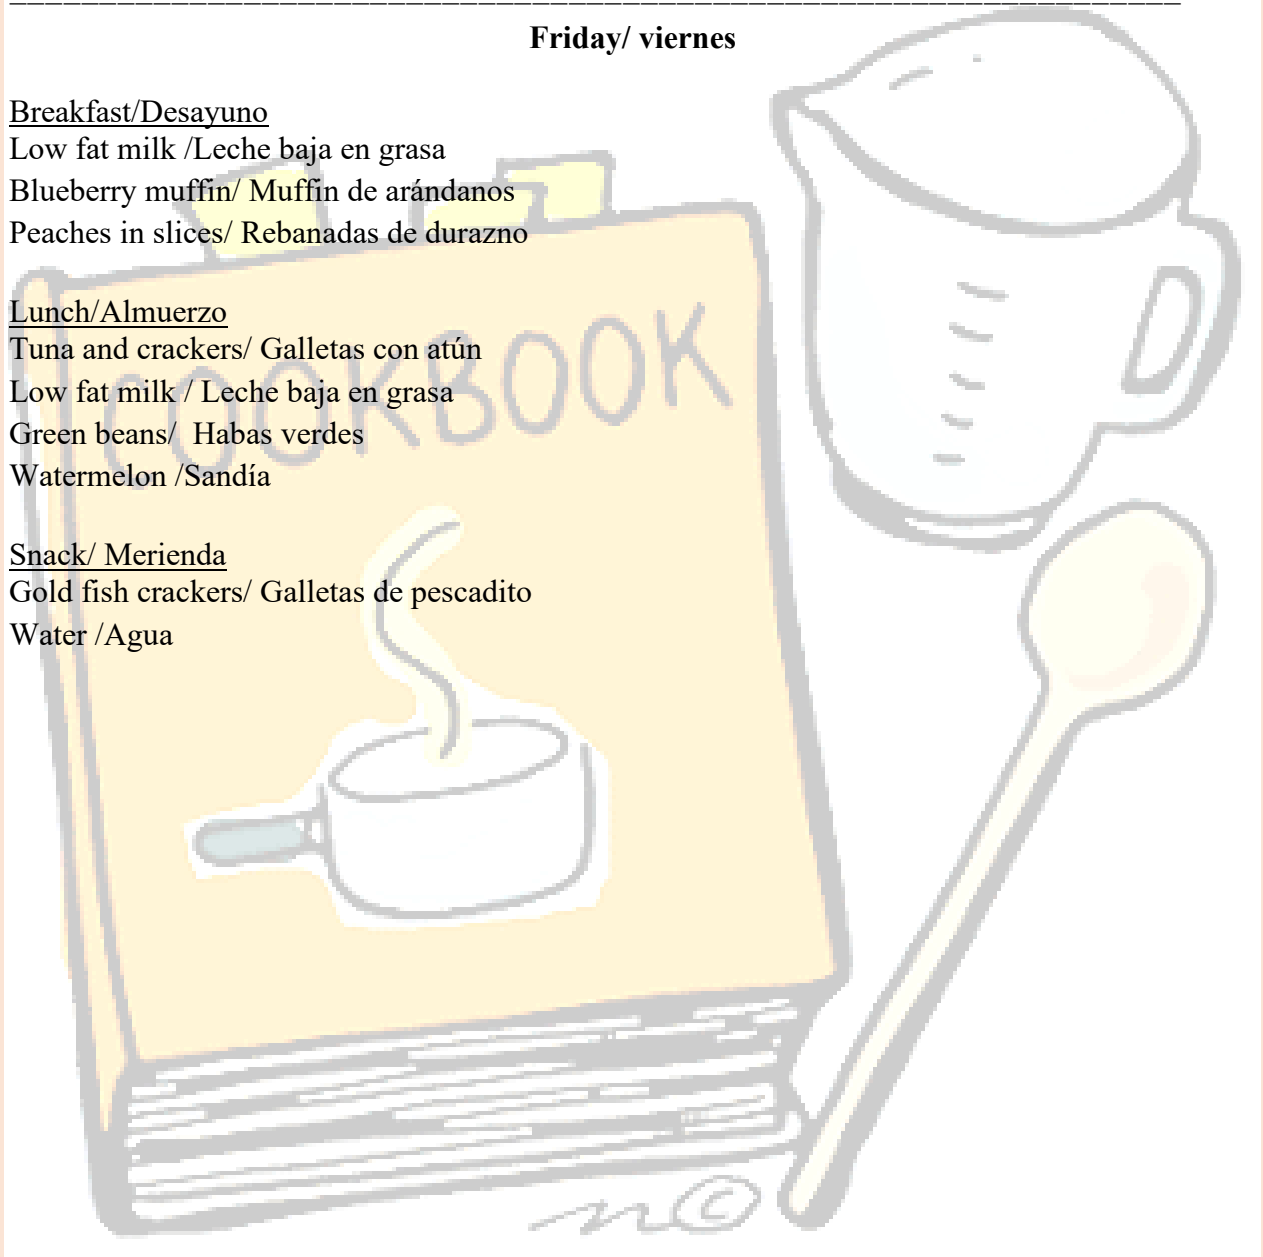 Friday/ viernes
Breakfast/Desayuno
Low fat milk /Leche baja en grasa
Blueberry muffin/ Muffin de arándanos
Peaches in slices/ Rebanadas de durazno
Lunch/Almuerzo
Tuna and crackers/ Galletas con atún
Low fat milk / Leche baja en grasa
Green beans/  Habas verdes
Watermelon /Sandía
Snack/ Merienda
Gold fish crackers/ Galletas de pescadito
Water /Agua
COOKBOOK
©